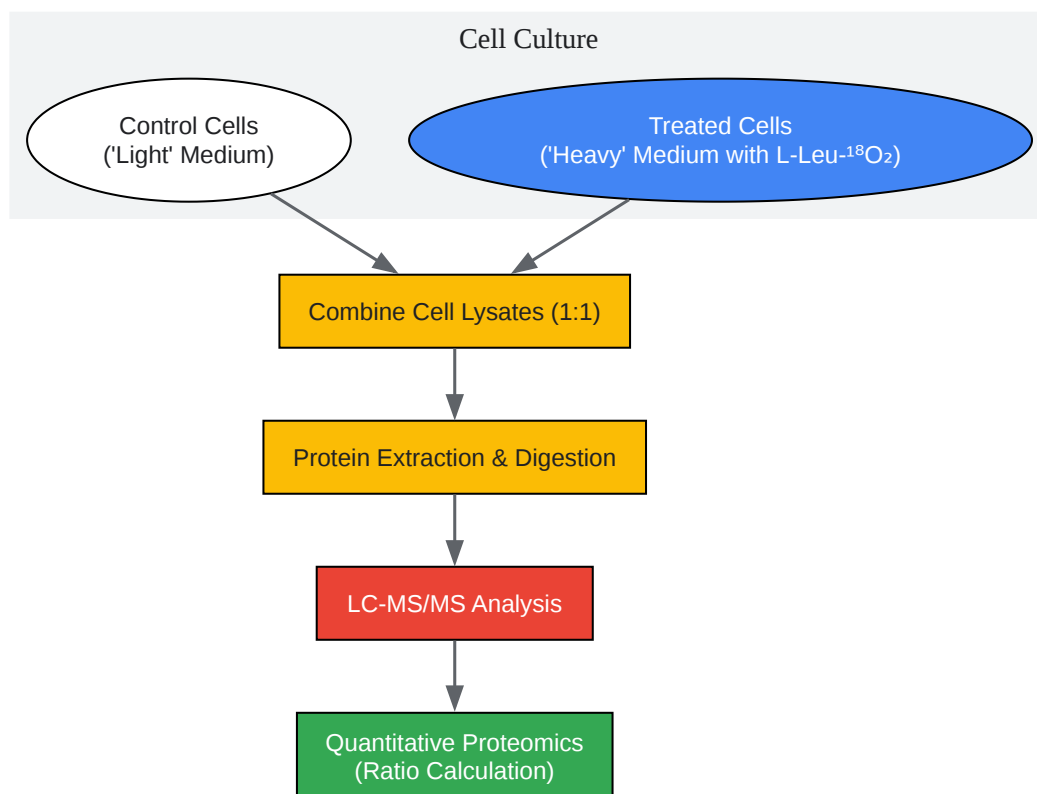 Cell Culture
Control Cells
('Light' Medium)
Treated Cells
('Heavy' Medium with L-Leu-¹⁸O₂)
Combine Cell Lysates (1:1)
Protein Extraction & Digestion
LC-MS/MS Analysis
Quantitative Proteomics
(Ratio Calculation)